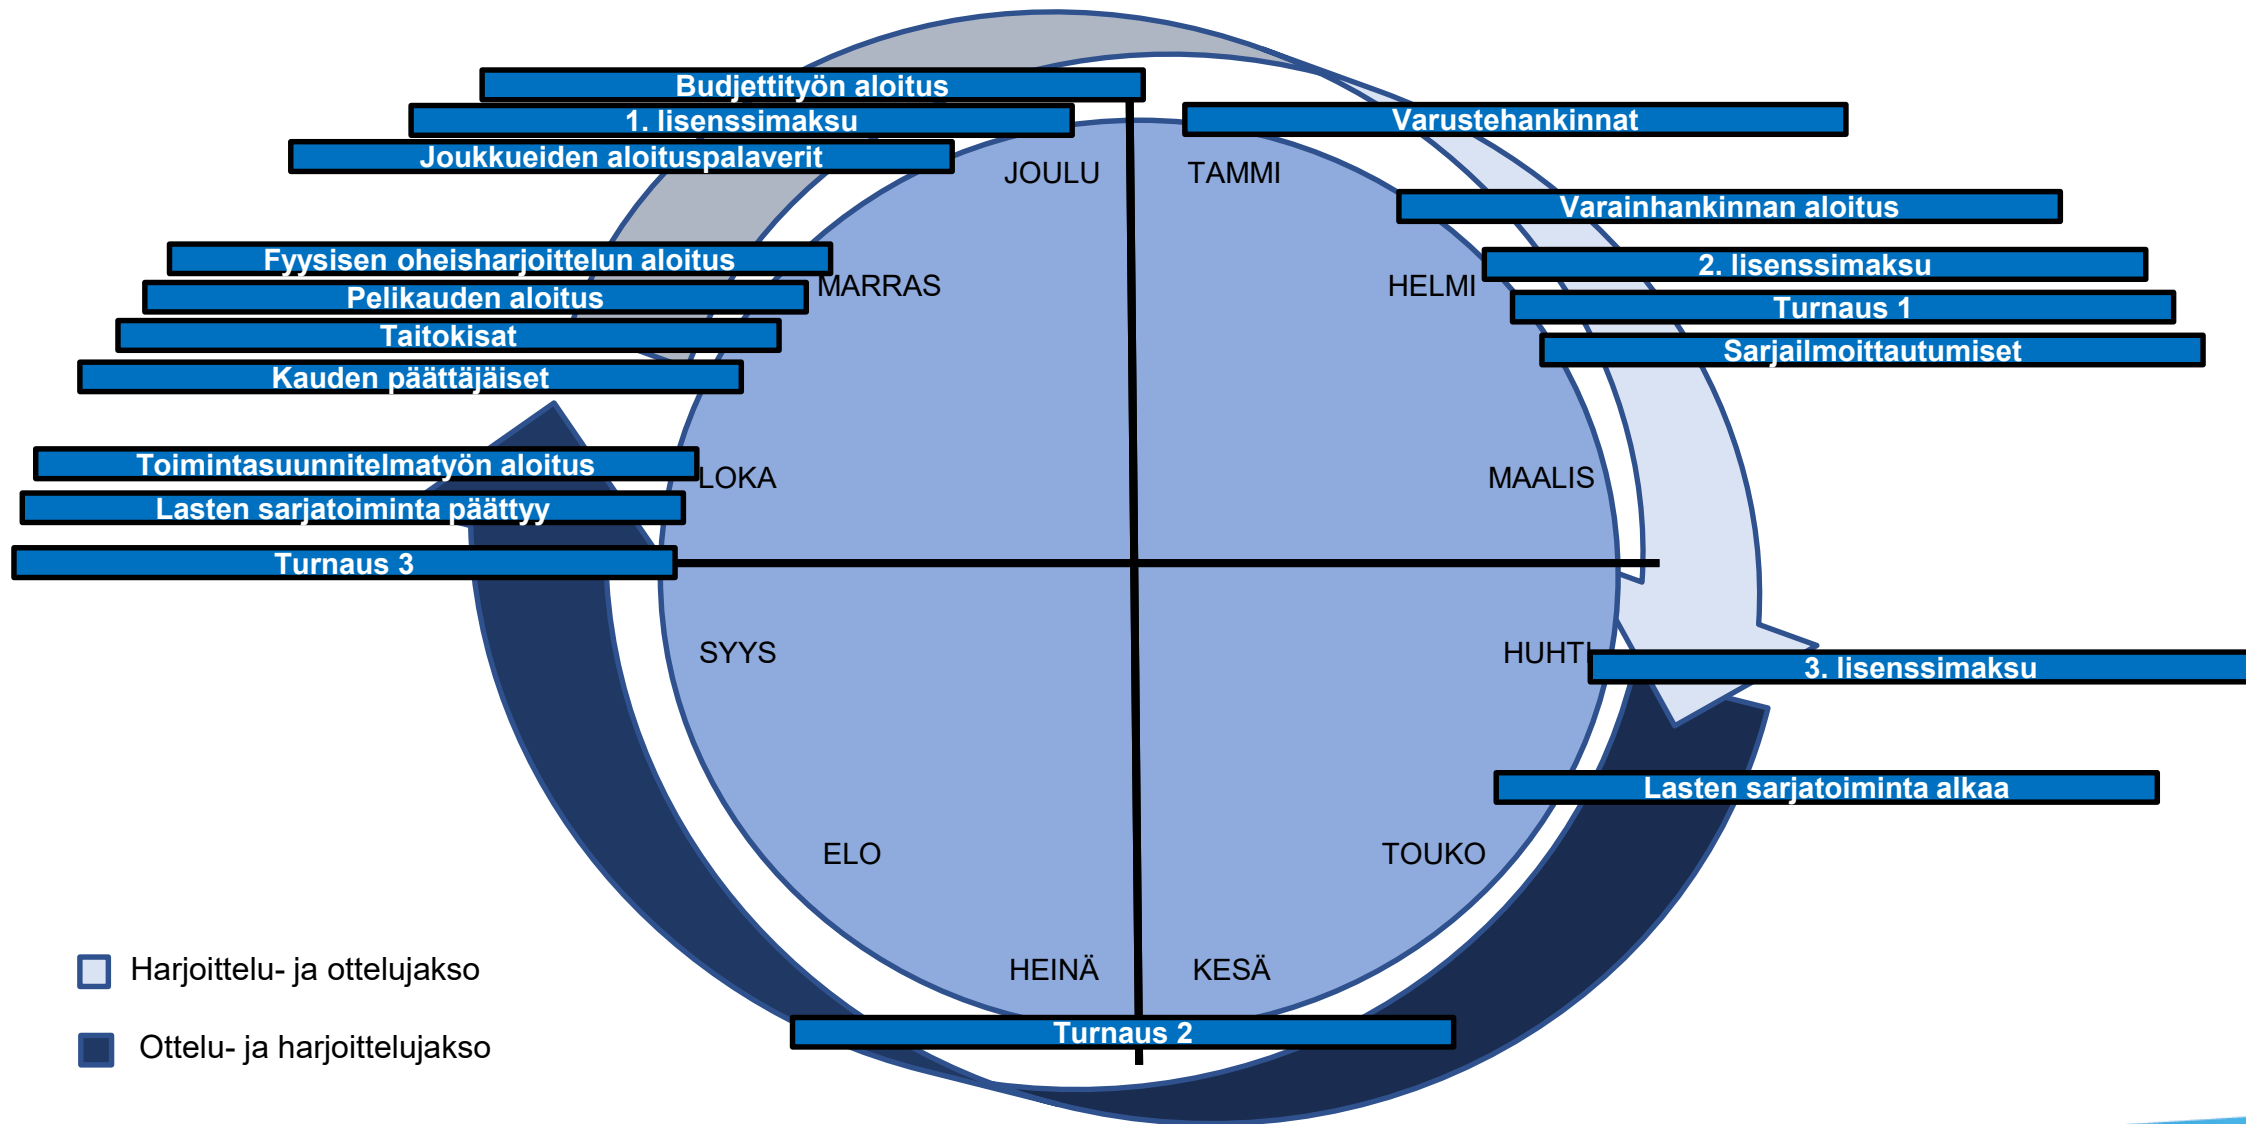 Budjettityön aloitus
1. lisenssimaksu
Joukkueiden aloituspalaverit
Varustehankinnat
JOULU
TAMMI
Varainhankinnan aloitus
Fyysisen oheisharjoittelun aloitus
Pelikauden aloitus
Taitokisat
Kauden päättäjäiset
MARRAS
HELMI
2. lisenssimaksu
Turnaus 1
Sarjailmoittautumiset
Toimintasuunnitelmatyön aloitus
Lasten sarjatoiminta päättyy
Turnaus 3
LOKA
MAALIS
SYYS
HUHTI
3. lisenssimaksu
Lasten sarjatoiminta alkaa
ELO
TOUKO
HEINÄ
KESÄ
Turnaus 2
Harjoittelu- ja ottelujakso
Ottelu- ja harjoittelujakso